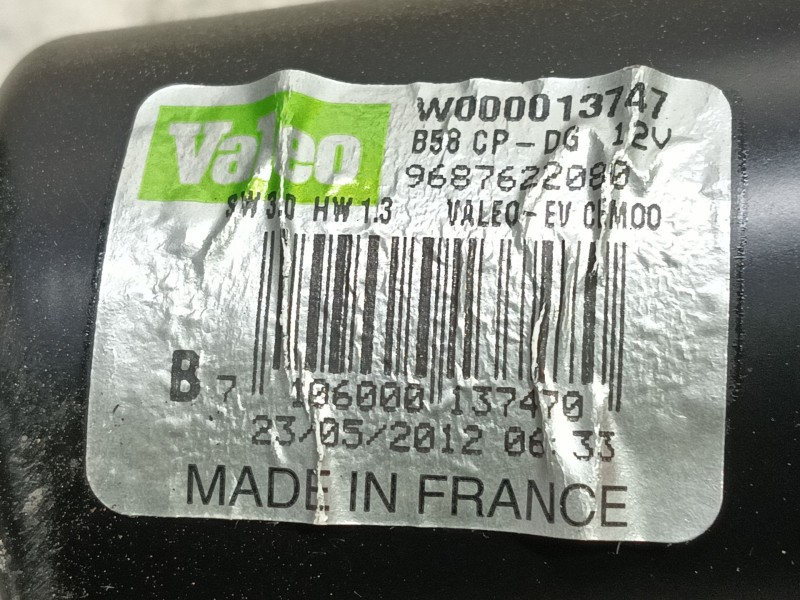 Valeo
W000013747
B58 CP-DG 12V
9687622080
SW 3.0 HW 1.3 VALEO-EV CFM00
B 7 106000 137470
23/05/2012 06:33
MADE IN FRANCE